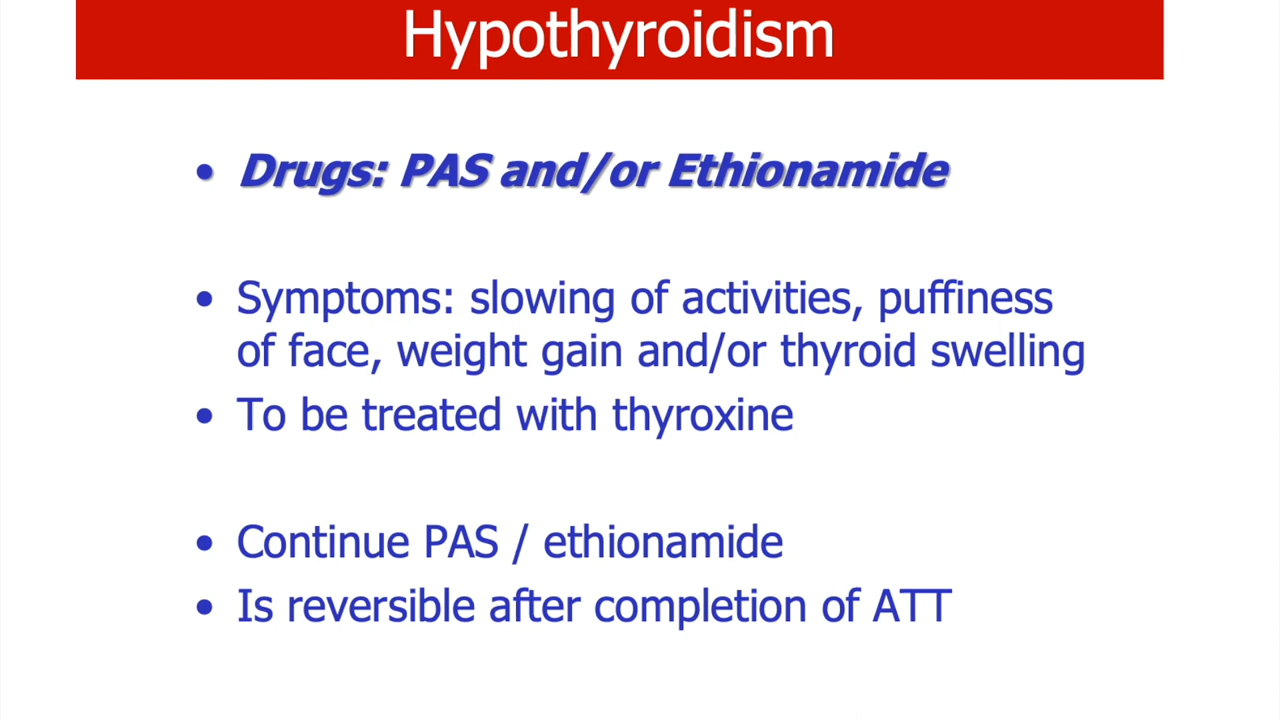 Hypothyroidism
• Drugs: PAS and/or Ethionamide
• Symptoms: slowing of activities, puffiness
of face, weight gain and/or thyroid swelling
• To be treated with thyroxine
• Continue PAS / ethionamide
• Is reversible after completion of ATT